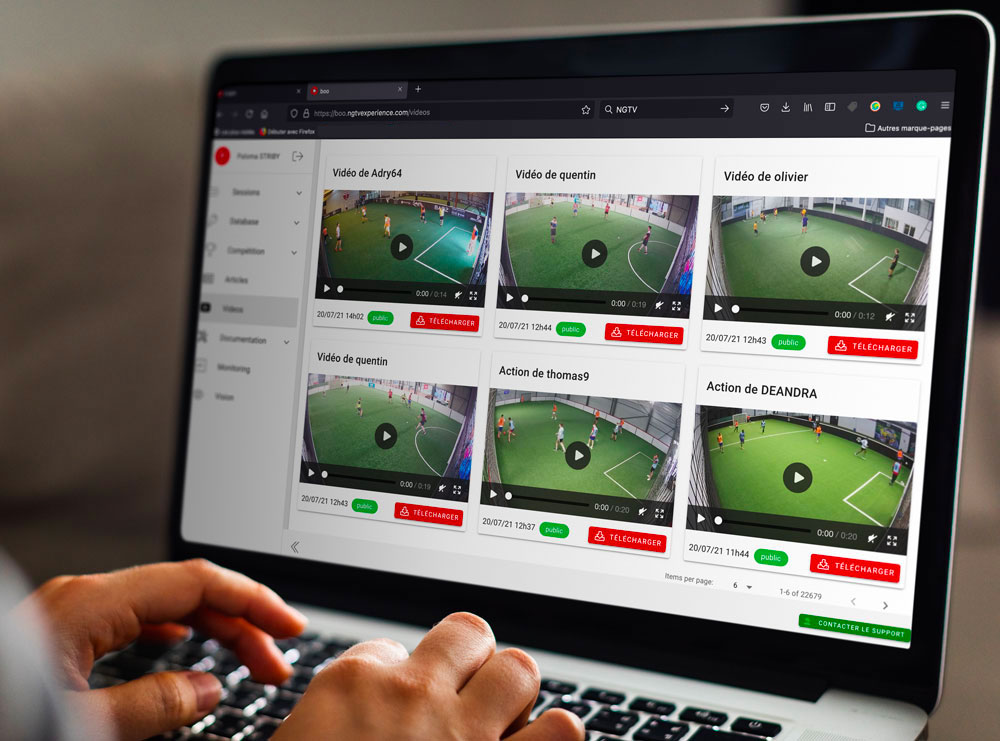 boo
https://boo.ngtvexperience.com/videos
NGTV
Débuter avec Firefox
Autres marque-pages
Sessions
Database
Compétition
Articles
Videos
Documentation
Monitoring
Vision
Vidéo de Adry64
0:00 / 0:14
20/07/21 14h02 public TÉLÉCHARGER
Vidéo de quentin
0:00 / 0:19
20/07/21 12h44 public TÉLÉCHARGER
Vidéo de olivier
0:00 / 0:12
20/07/21 12h43 public TÉLÉCHARGER
Vidéo de quentin
0:00 / 0:19
20/07/21 12h43 public TÉLÉCHARGER
Action de thomas9
0:00 / 0:20
20/07/21 12h37 public TÉLÉCHARGER
Action de DEANDRA
0:00 / 0:20
20/07/21 11h44 public TÉLÉCHARGER
Items per page: 6 1-6 of 22679
CONTACTER LE SUPPORT